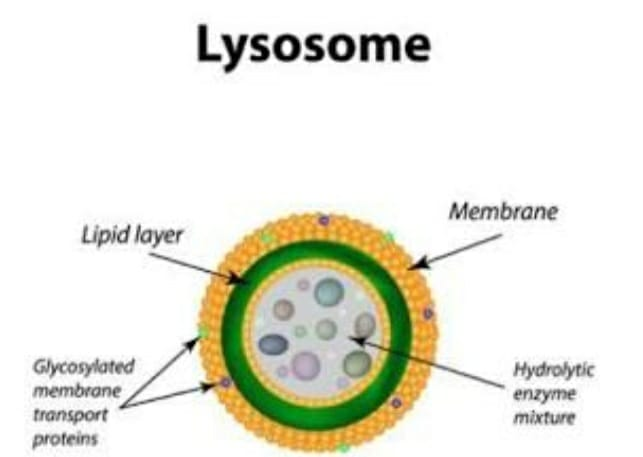 Lysosome
Membrane
Lipid layer
Glycosylated
membrane
transport
proteins
Hydrolytic
enzyme
mixture